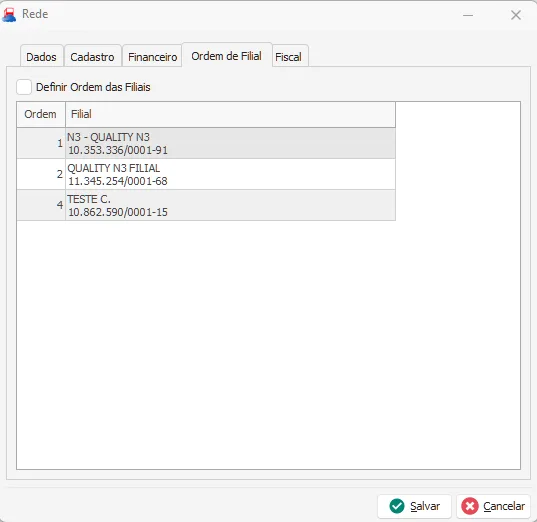 Rede
Dados Cadastro Financeiro Ordem de Filial Fiscal
Definir Ordem das Filiais
Ordem Filial
1 N3 - QUALITY N3
10.353.336/0001-91
2 QUALITY N3 FILIAL
11.345.254/0001-68
4 TESTE C.
10.862.590/0001-15
Salvar Cancelar